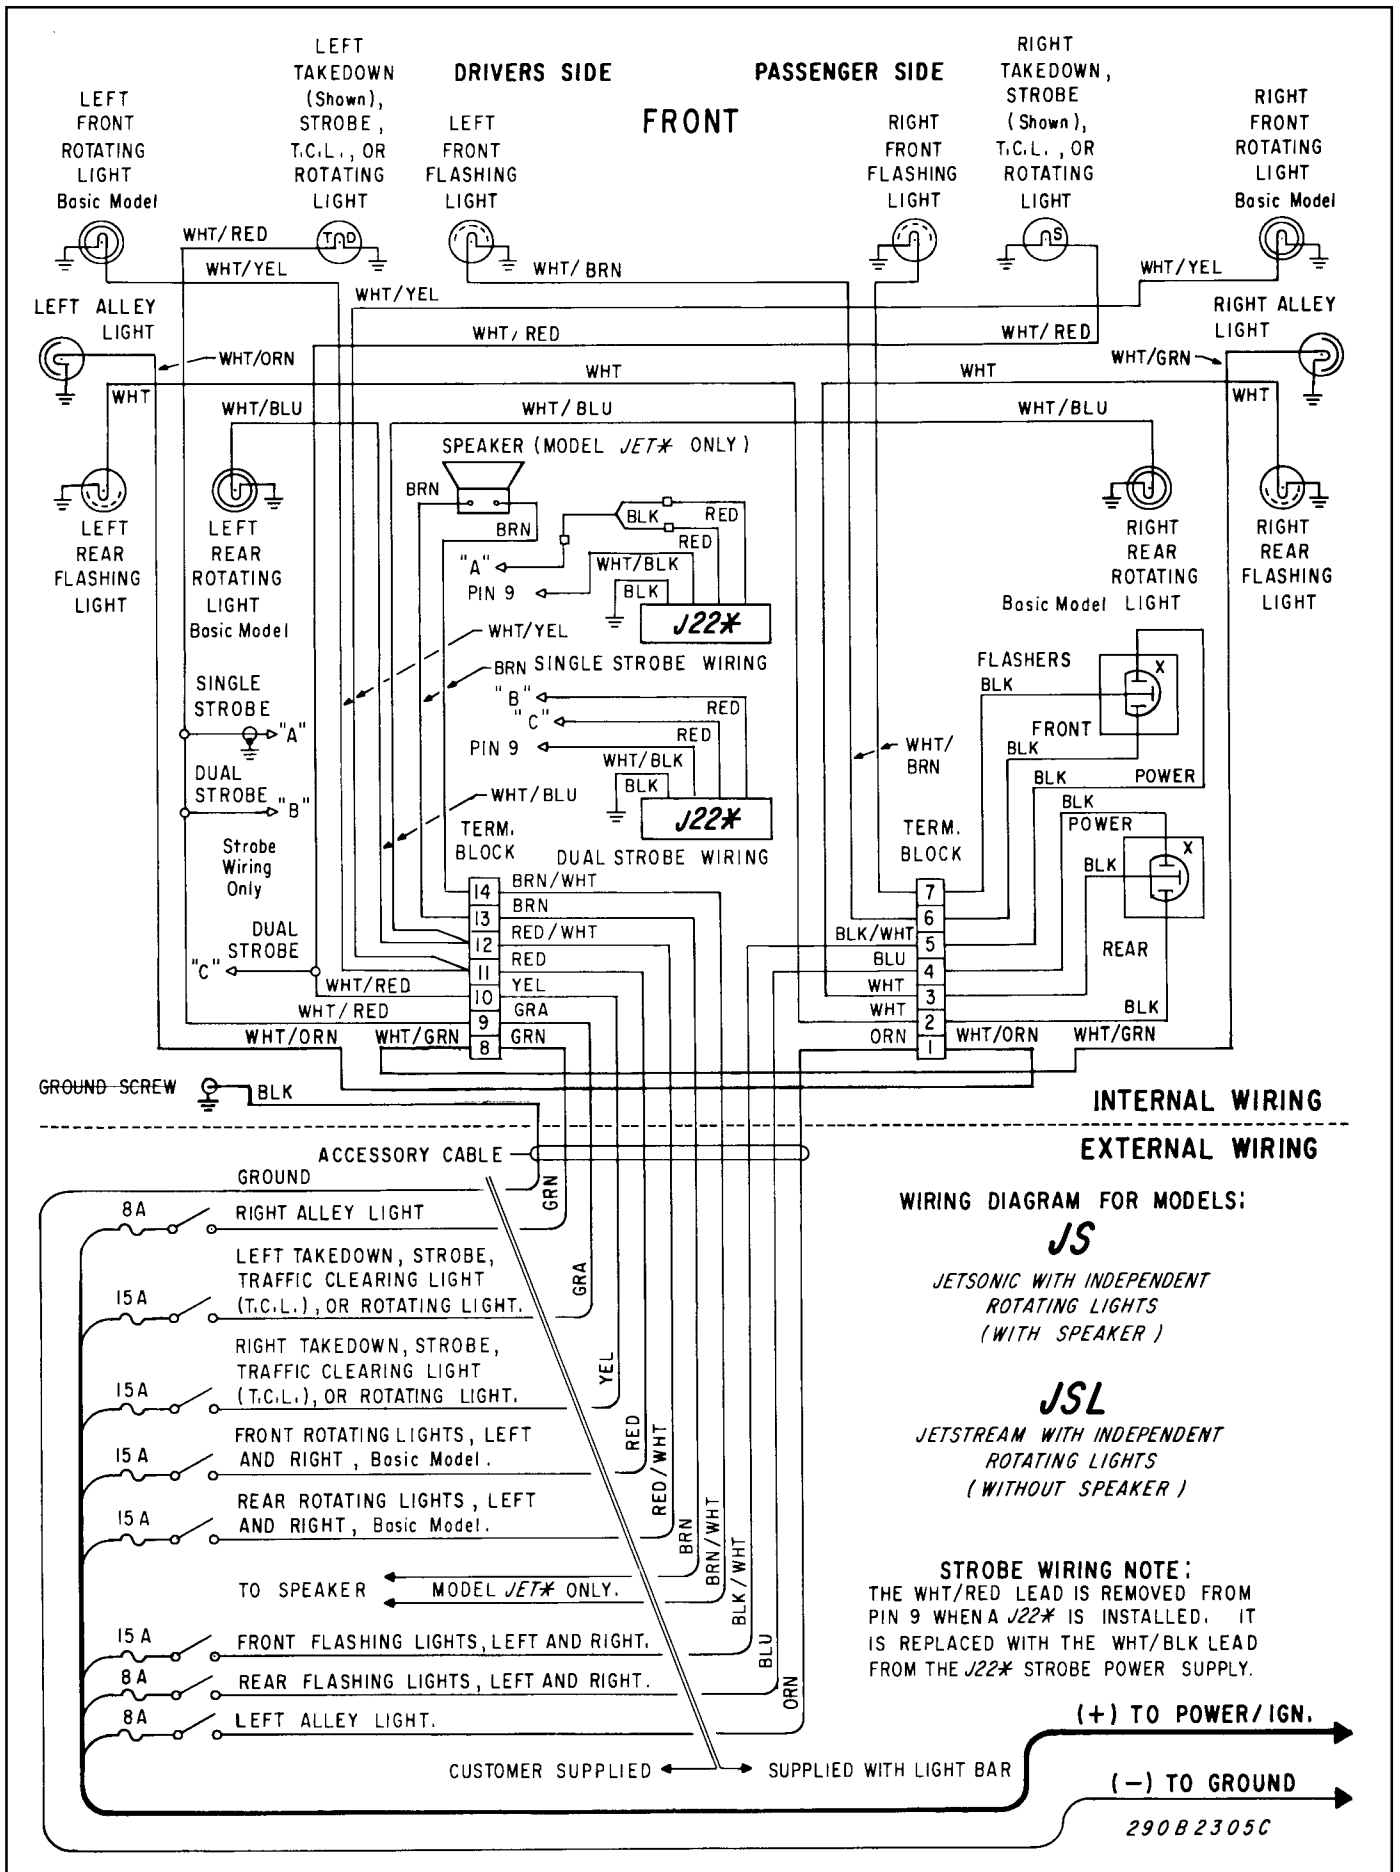 LEFT
TAKEDOWN
(Shown),
STROBE,
T.C.L., OR
ROTATING
LIGHT
DRIVERS SIDE
PASSENGER SIDE
FRONT
RIGHT
TAKEDOWN,
STROBE
(Shown),
T.C.L., OR
ROTATING
LIGHT
LEFT
FRONT
ROTATING
LIGHT
Basic Model
LEFT
FRONT
FLASHING
LIGHT
RIGHT
FRONT
FLASHING
LIGHT
RIGHT
FRONT
ROTATING
LIGHT
Basic Model
WHT/RED
TD
S
WHT/YEL
WHT/BRN
WHT/YEL
WHT/YEL
LEFT ALLEY
LIGHT
RIGHT ALLEY
LIGHT
WHT/RED
WHT/RED
WHT/ORN
WHT/GRN
WHT
WHT
WHT
WHT
WHT/BLU
WHT/BLU
WHT/BLU
SPEAKER (MODEL JET* ONLY)
BRN
BRN
LEFT
REAR
FLASHING
LIGHT
LEFT
REAR
ROTATING
LIGHT
Basic Model
BLK
RED
RED
"A"
WHT/BLK
PIN 9
BLK
J22*
WHT/YEL
BRN
SINGLE STROBE WIRING
RIGHT
REAR
ROTATING
LIGHT
Basic Model
RIGHT
REAR
FLASHING
LIGHT
"B"
RED
"C"
RED
PIN 9
WHT/BLK
BLK
J22*
WHT/BLU
DUAL STROBE WIRING
FLASHERS
BLK
X
FRONT
BLK
WHT/
BRN
BLK
POWER
BLK
POWER
BLK
X
REAR
BLK
SINGLE
STROBE
"A"
DUAL
STROBE
"B"
Strobe
Wiring
Only
DUAL
STROBE
"C"
TERM.
BLOCK
14
BRN/WHT
13
BRN
12
RED/WHT
11
RED
WHT/RED
10
YEL
WHT/RED
9
GRA
WHT/ORN
WHT/GRN
8
GRN
TERM.
BLOCK
7
6
BLK/WHT
5
BLU
4
WHT
3
WHT
2
ORN
1
WHT/ORN
WHT/GRN
GROUND SCREW
BLK
INTERNAL WIRING
EXTERNAL WIRING
ACCESSORY CABLE
GROUND
GRN
8A
RIGHT ALLEY LIGHT
LEFT TAKEDOWN, STROBE,
TRAFFIC CLEARING LIGHT
15A
(T.C.L.), OR ROTATING LIGHT.
GRA
RIGHT TAKEDOWN, STROBE,
TRAFFIC CLEARING LIGHT
15A
(T.C.L.), OR ROTATING LIGHT.
YEL
FRONT ROTATING LIGHTS, LEFT
15A
AND RIGHT, Basic Model.
RED
REAR ROTATING LIGHTS, LEFT
15A
AND RIGHT, Basic Model.
RED/WHT
TO SPEAKER
MODEL JET* ONLY.
BRN
BRN/WHT
15A
FRONT FLASHING LIGHTS, LEFT AND RIGHT.
BLK/WHT
8A
REAR FLASHING LIGHTS, LEFT AND RIGHT.
BLU
8A
LEFT ALLEY LIGHT.
ORN
CUSTOMER SUPPLIED
SUPPLIED WITH LIGHT BAR
WIRING DIAGRAM FOR MODELS:
JS
JETSONIC WITH INDEPENDENT
ROTATING LIGHTS
(WITH SPEAKER)
JSL
JETSTREAM WITH INDEPENDENT
ROTATING LIGHTS
(WITHOUT SPEAKER)
STROBE WIRING NOTE:
THE WHT/RED LEAD IS REMOVED FROM
PIN 9 WHEN A J22* IS INSTALLED. IT
IS REPLACED WITH THE WHT/BLK LEAD
FROM THE J22* STROBE POWER SUPPLY.
(+) TO POWER/IGN.
(−) TO GROUND
290B2305C